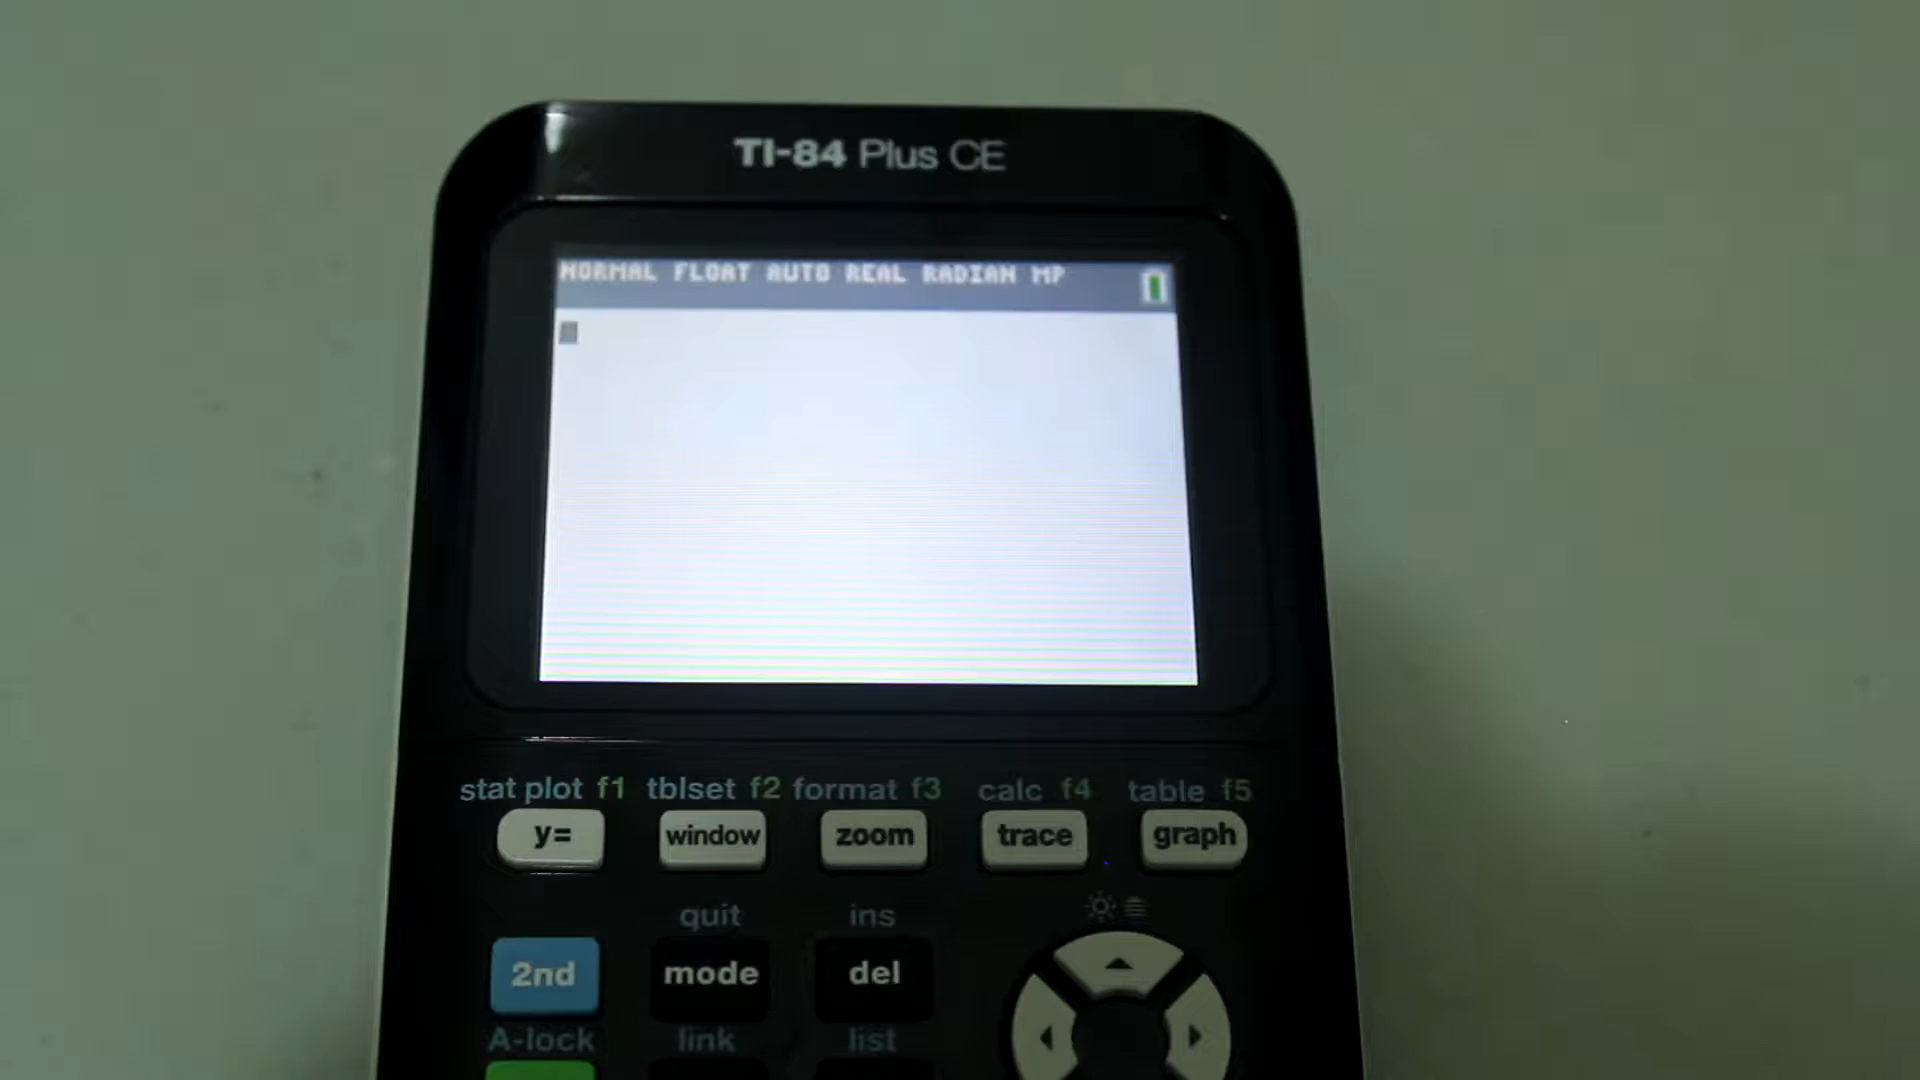 TI-84 Plus CE
NORMAL FLOAT AUTO REAL RADIAN MP
stat plot f1 tblset f2 format f3 calc f4 table f5
y= window zoom trace graph
quit ins
2nd mode del
A-lock link list